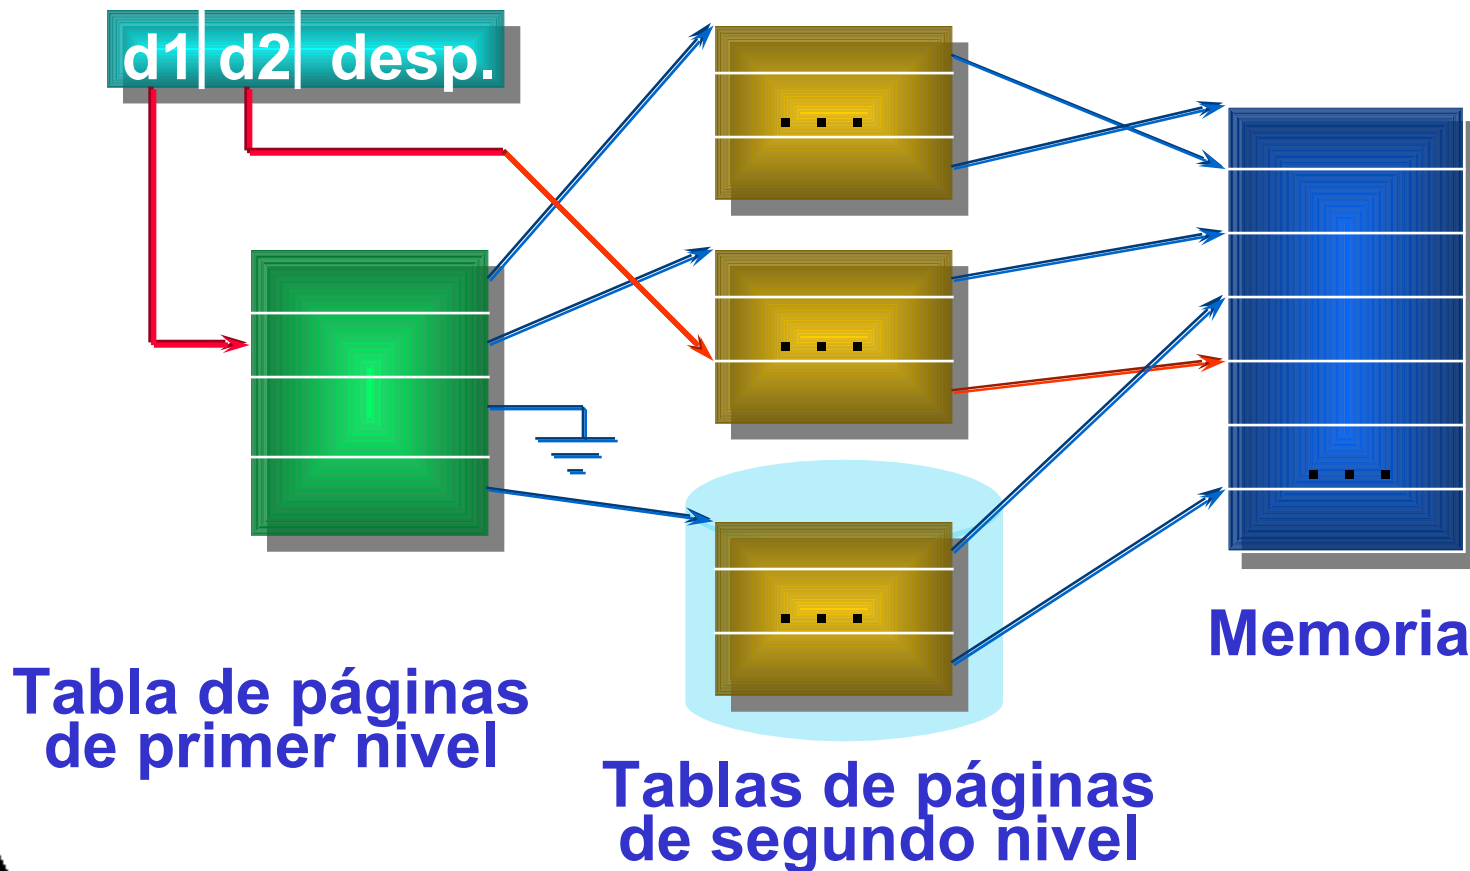 d1 d2 desp.
. . .
. . .
. . .
. . .
Memoria
Tabla de páginas
de primer nivel
Tablas de páginas
de segundo nivel